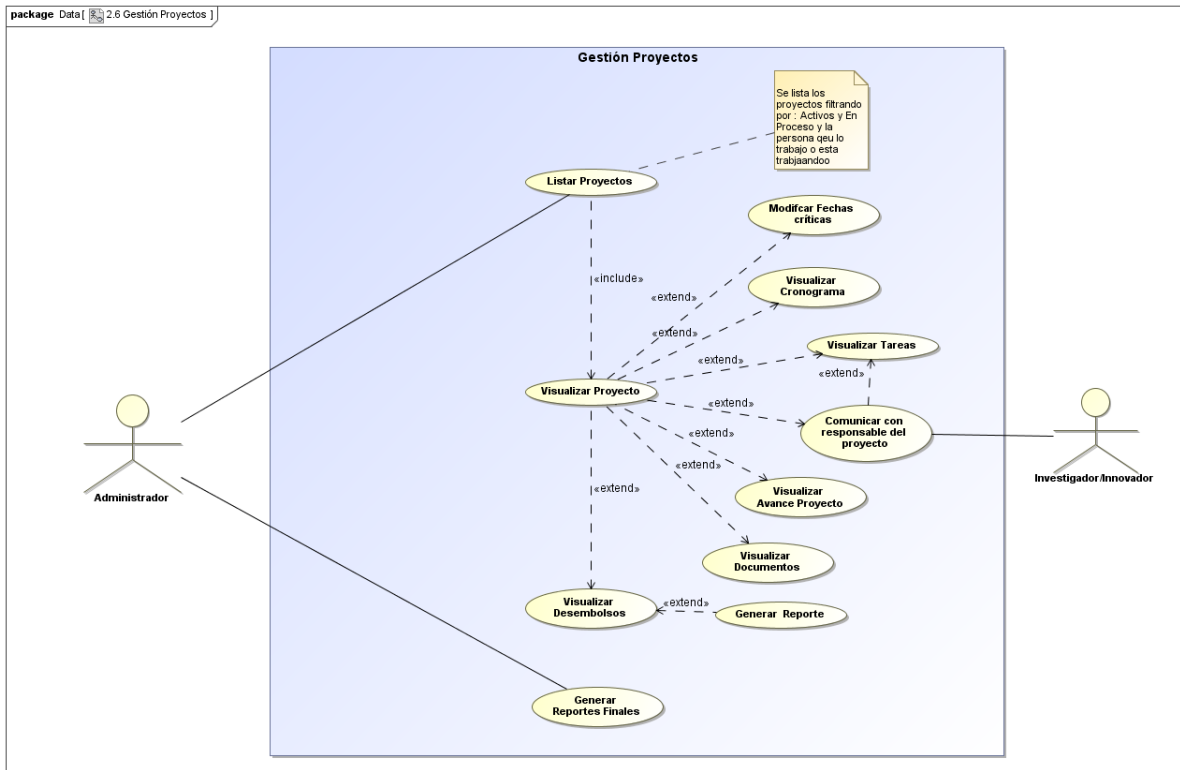 package Data [ 2.6 Gestión Proyectos ]
Gestión Proyectos
Se lista los
proyectos filtrando
por : Activos y En
Proceso y la
persona qeu lo
trabajo o esta
trabjaandoo
Listar Proyectos
Modifcar Fechas
críticas
«include»
Visualizar
Cronograma
«extend»
«extend»
Visualizar Tareas
«extend»
«extend»
Visualizar Proyecto
«extend»
Comunicar con
responsable del
proyecto
«extend»
«extend»
Administrador
Investigador/Innovador
«extend»
Visualizar
Avance Proyecto
Visualizar
Documentos
Visualizar
Desembolsos
«extend»
Generar Reporte
Generar
Reportes Finales